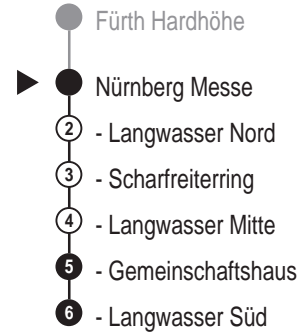 Fürth Hardhöhe
Nürnberg Messe
2 - Langwasser Nord
3 - Scharfreiterring
4 - Langwasser Mitte
5 - Gemeinschaftshaus
6 - Langwasser Süd